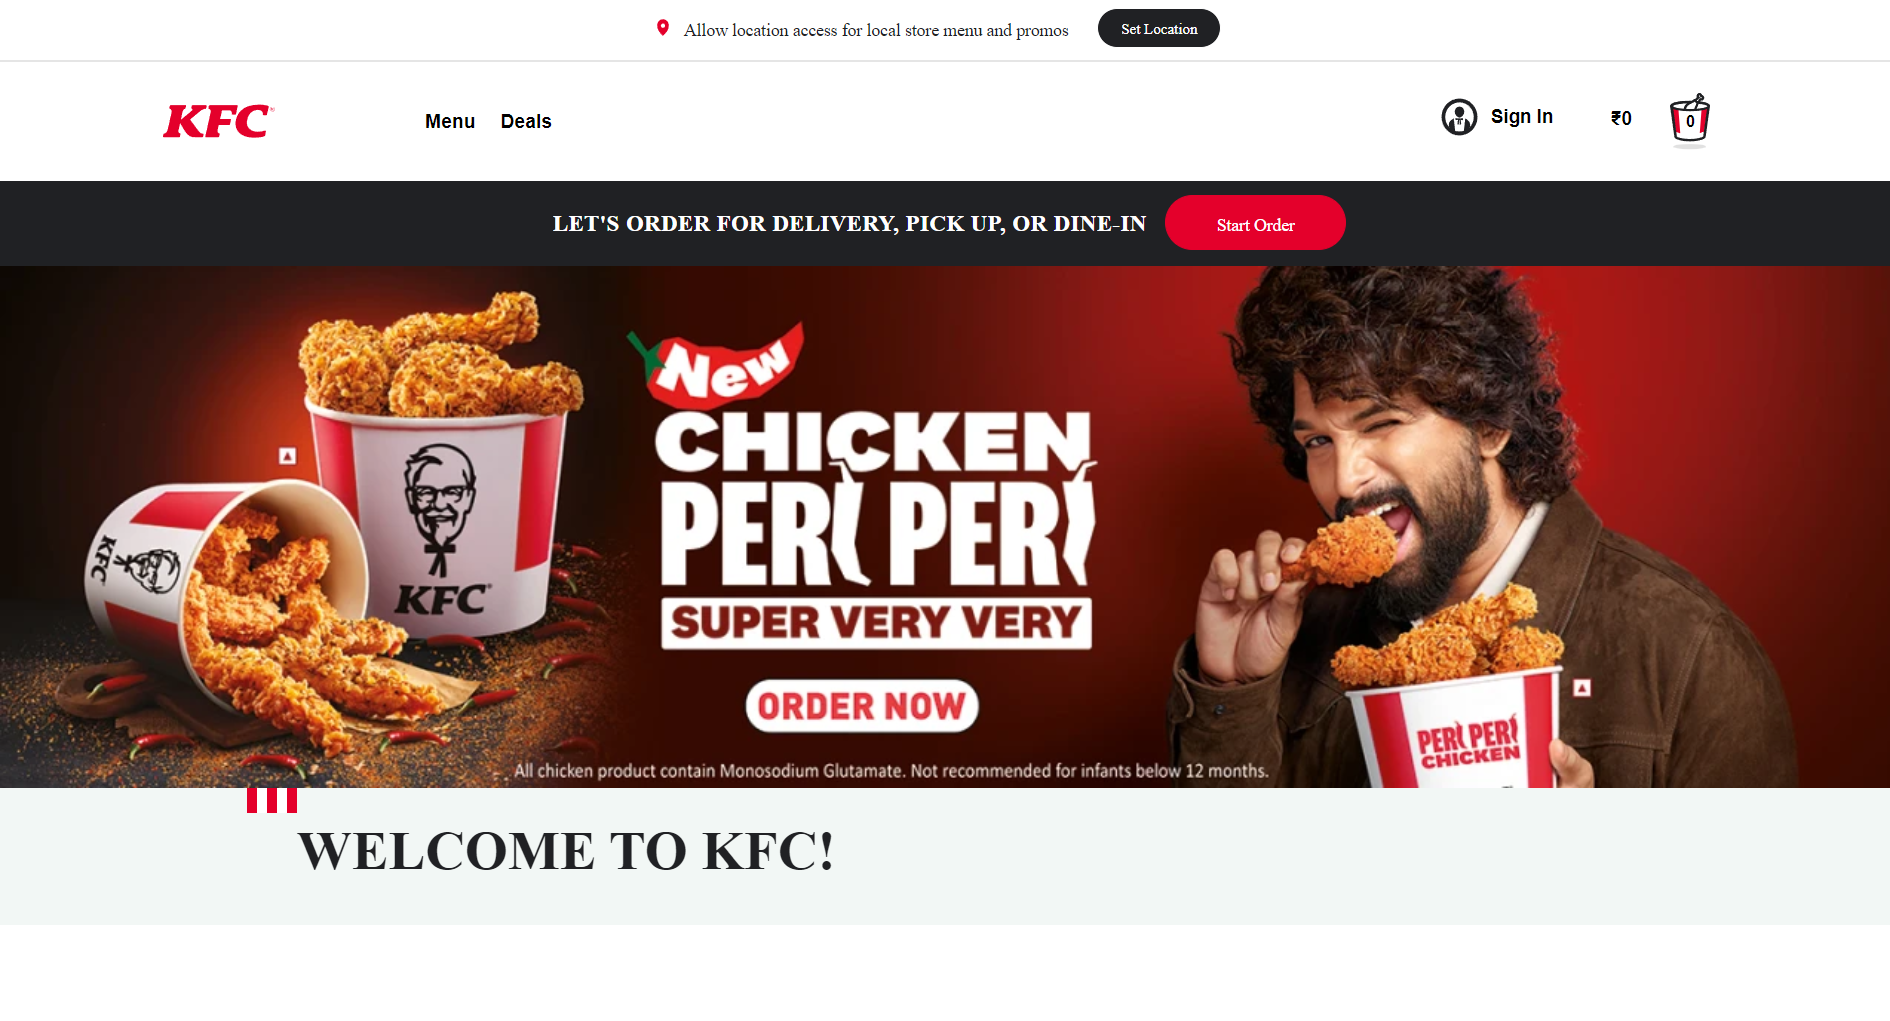 Allow location access for local store menu and promos
Set Location
KFC
Menu
Deals
Sign In
₹0
0
LET'S ORDER FOR DELIVERY, PICK UP, OR DINE-IN
Start Order
New
CHICKEN
PERI PERI
SUPER VERY VERY
ORDER NOW
All chicken product contain Monosodium Glutamate. Not recommended for infants below 12 months.
KFC
KFC
PERI PERI
CHICKEN
WELCOME TO KFC!